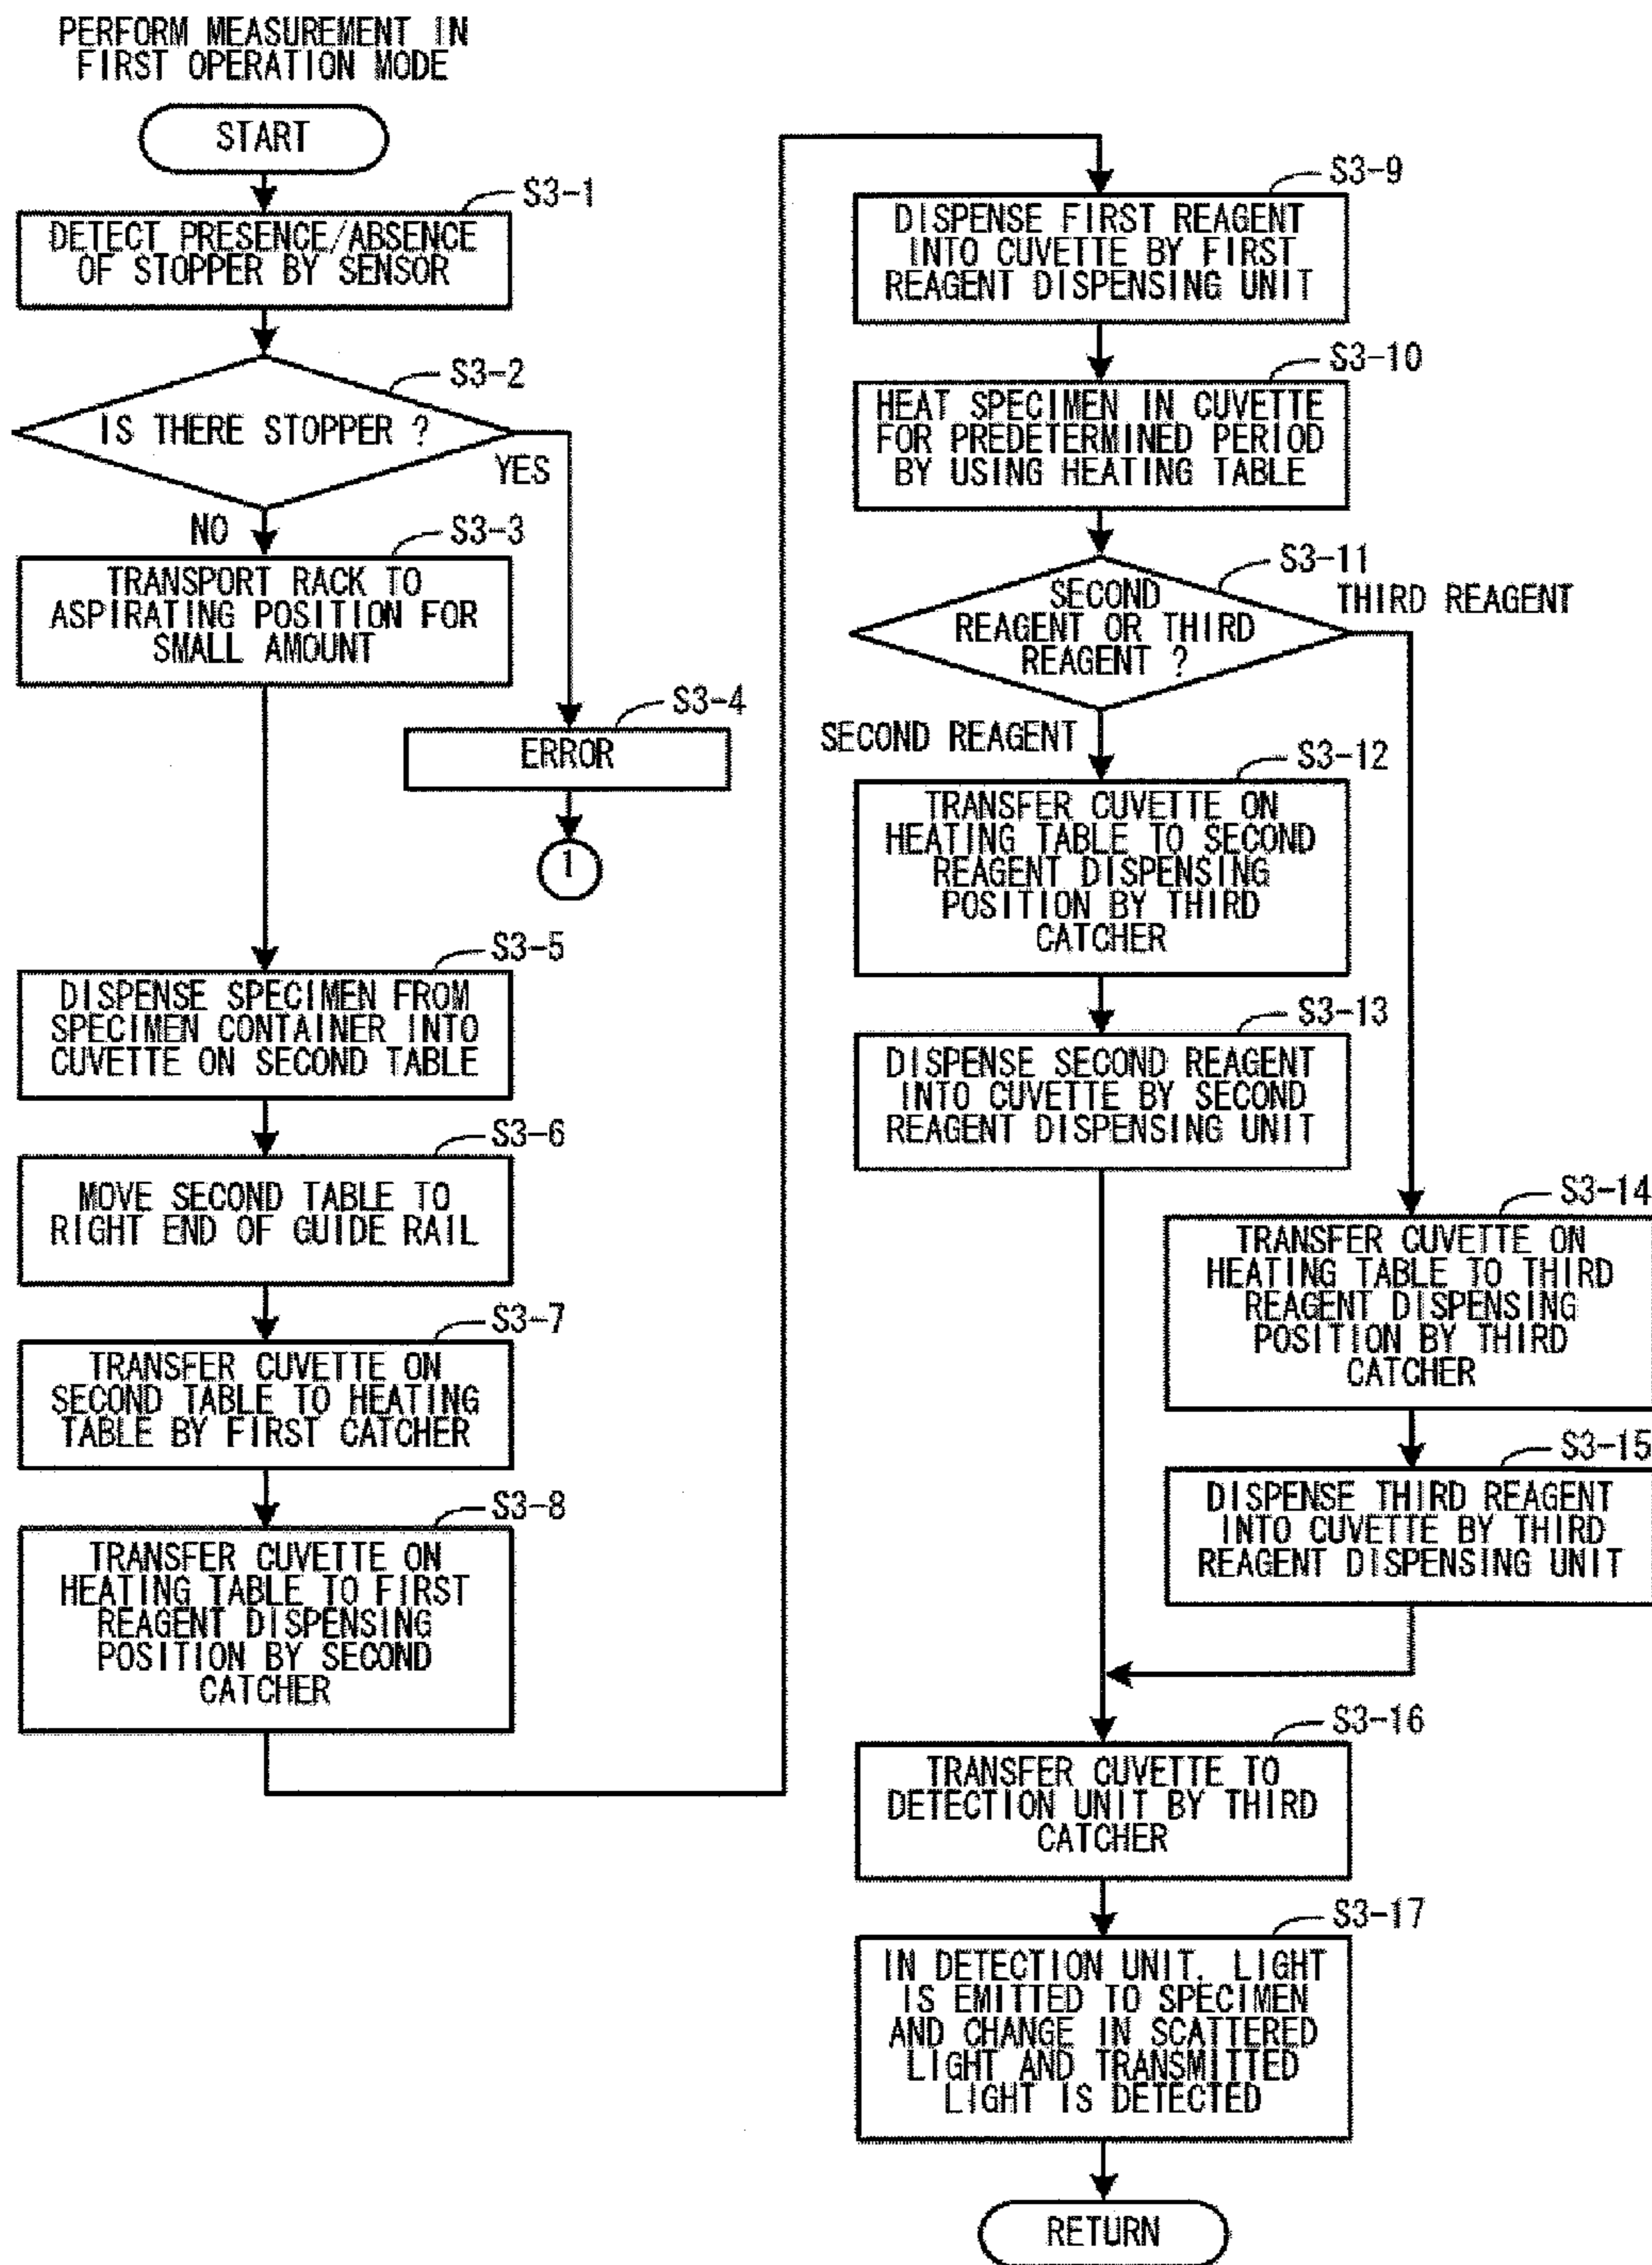 PERFORM MEASUREMENT IN
FIRST OPERATION MODE
START
S3-1
DETECT PRESENCE/ABSENCE
OF STOPPER BY SENSOR
S3-2
IS THERE STOPPER ?
YES
NO
S3-3
TRANSPORT RACK TO
ASPIRATING POSITION FOR
SMALL AMOUNT
S3-4
ERROR
1
S3-5
DISPENSE SPECIMEN FROM
SPECIMEN CONTAINER INTO
CUVETTE ON SECOND TABLE
S3-6
MOVE SECOND TABLE TO
RIGHT END OF GUIDE RAIL
S3-7
TRANSFER CUVETTE ON
SECOND TABLE TO HEATING
TABLE BY FIRST CATCHER
S3-8
TRANSFER CUVETTE ON
HEATING TABLE TO FIRST
REAGENT DISPENSING
POSITION BY SECOND
CATCHER
S3-9
DISPENSE FIRST REAGENT
INTO CUVETTE BY FIRST
REAGENT DISPENSING UNIT
S3-10
HEAT SPECIMEN IN CUVETTE
FOR PREDETERMINED PERIOD
BY USING HEATING TABLE
S3-11
SECOND
REAGENT OR THIRD
REAGENT ?
THIRD REAGENT
SECOND REAGENT
S3-12
TRANSFER CUVETTE ON
HEATING TABLE TO SECOND
REAGENT DISPENSING
POSITION BY THIRD
CATCHER
S3-13
DISPENSE SECOND REAGENT
INTO CUVETTE BY SECOND
REAGENT DISPENSING UNIT
S3-14
TRANSFER CUVETTE ON
HEATING TABLE TO THIRD
REAGENT DISPENSING
POSITION BY THIRD
CATCHER
S3-15
DISPENSE THIRD REAGENT
INTO CUVETTE BY THIRD
REAGENT DISPENSING UNIT
S3-16
TRANSFER CUVETTE TO
DETECTION UNIT BY THIRD
CATCHER
S3-17
IN DETECTION UNIT, LIGHT
IS EMITTED TO SPECIMEN
AND CHANGE IN SCATTERED
LIGHT AND TRANSMITTED
LIGHT IS DETECTED
RETURN